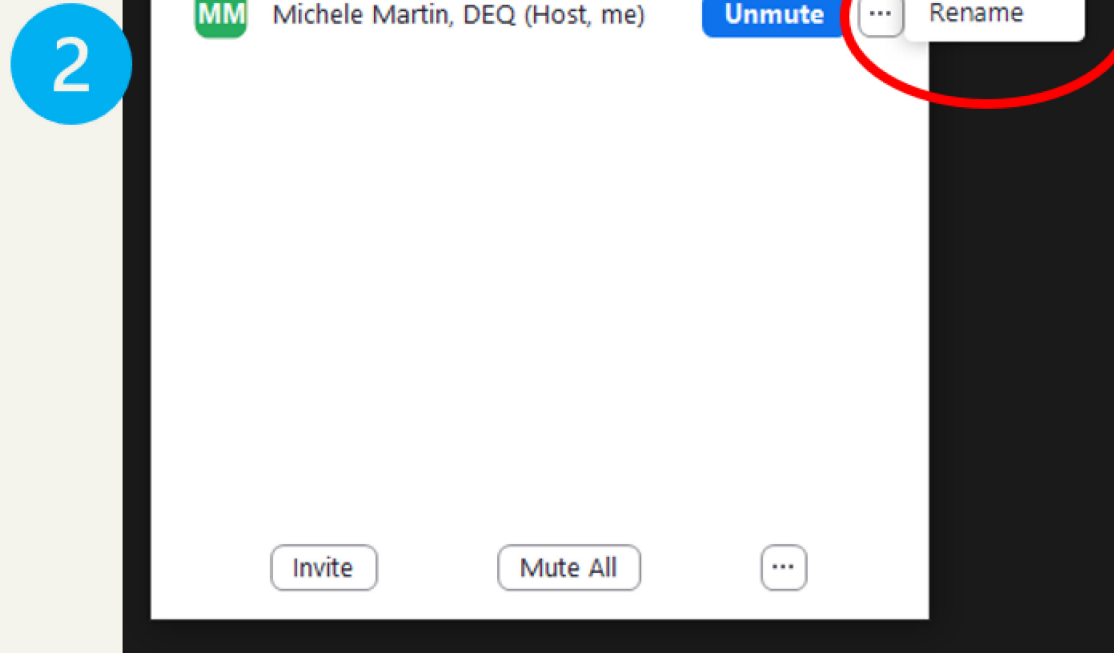 MM Michele Martin, DEQ (Host, me) Unmute ... Rename
2
Invite Mute All ...